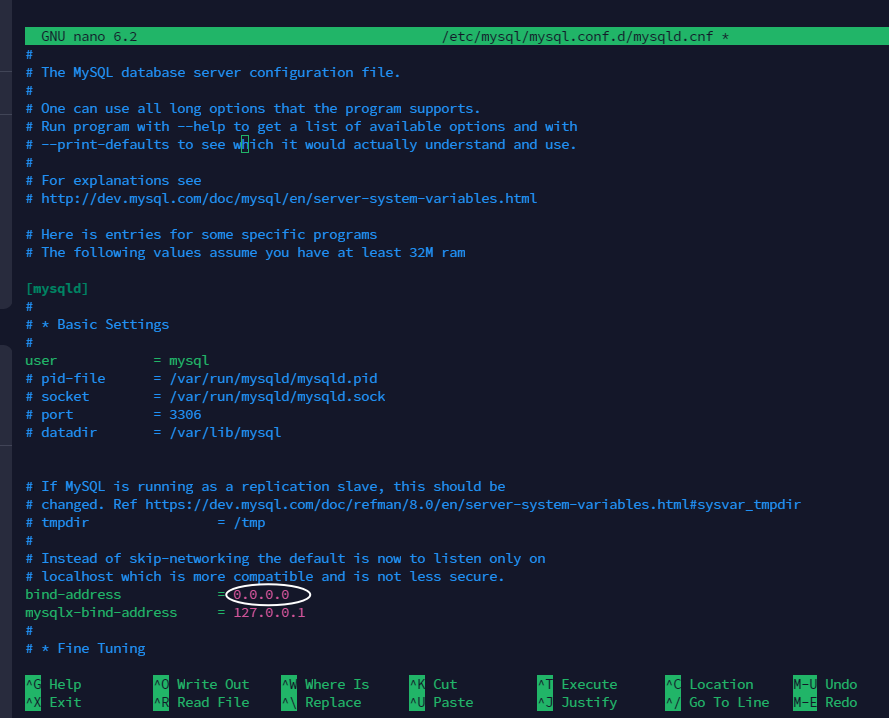 GNU nano 6.2 /etc/mysql/mysql.conf.d/mysqld.cnf *
#
# The MySQL database server configuration file.
#
# One can use all long options that the program supports.
# Run program with --help to get a list of available options and with
# --print-defaults to see which it would actually understand and use.
#
# For explanations see
# http://dev.mysql.com/doc/mysql/en/server-system-variables.html

# Here is entries for some specific programs
# The following values assume you have at least 32M ram

[mysqld]
#
# * Basic Settings
#
user            = mysql
# pid-file      = /var/run/mysqld/mysqld.pid
# socket        = /var/run/mysqld/mysqld.sock
# port          = 3306
# datadir       = /var/lib/mysql


# If MySQL is running as a replication slave, this should be
# changed. Ref https://dev.mysql.com/doc/refman/8.0/en/server-system-variables.html#sysvar_tmpdir
# tmpdir                = /tmp
#
# Instead of skip-networking the default is now to listen only on
# localhost which is more compatible and is not less secure.
bind-address            = 0.0.0.0
mysqlx-bind-address     = 127.0.0.1
#
# * Fine Tuning

^G Help ^O Write Out ^W Where Is ^K Cut ^T Execute ^C Location M-U Undo
^X Exit ^R Read File ^\ Replace ^U Paste ^J Justify ^/ Go To Line M-E Redo